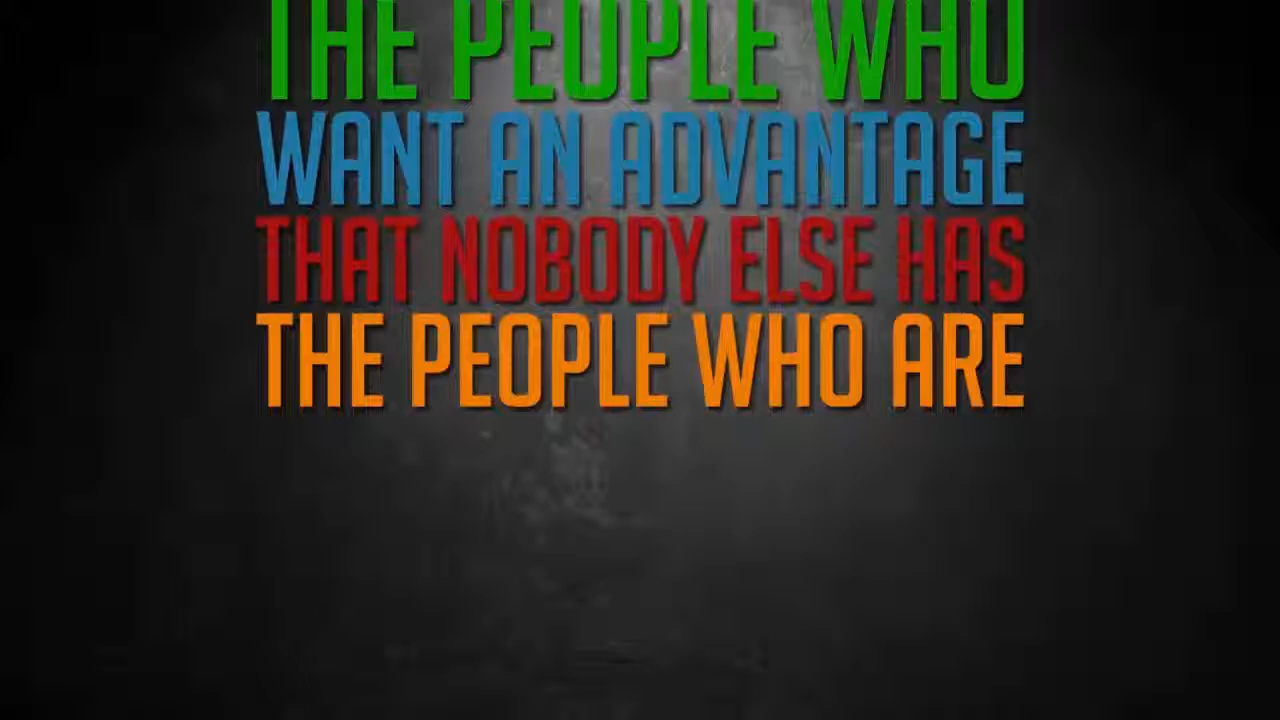 THE PEOPLE WHO
WANT AN ADVANTAGE
THAT NOBODY ELSE HAS
THE PEOPLE WHO ARE